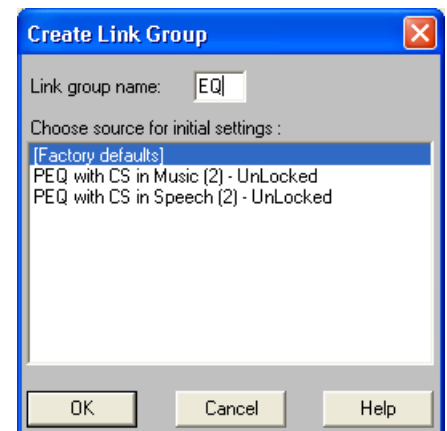 Create Link Group
Link group name: EQ
Choose source for initial settings :
[Factory defaults]
PEQ with CS in Music (2) - UnLocked
PEQ with CS in Speech (2) - UnLocked
OK Cancel Help